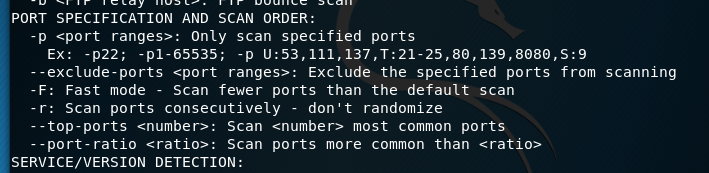 -b <FTP relay host>: FTP bounce scan
PORT SPECIFICATION AND SCAN ORDER:
-p <port ranges>: Only scan specified ports
Ex: -p22; -p1-65535; -p U:53,111,137,T:21-25,80,139,8080,S:9
--exclude-ports <port ranges>: Exclude the specified ports from scanning
-F: Fast mode - Scan fewer ports than the default scan
-r: Scan ports consecutively - don't randomize
--top-ports <number>: Scan <number> most common ports
--port-ratio <ratio>: Scan ports more common than <ratio>
SERVICE/VERSION DETECTION: